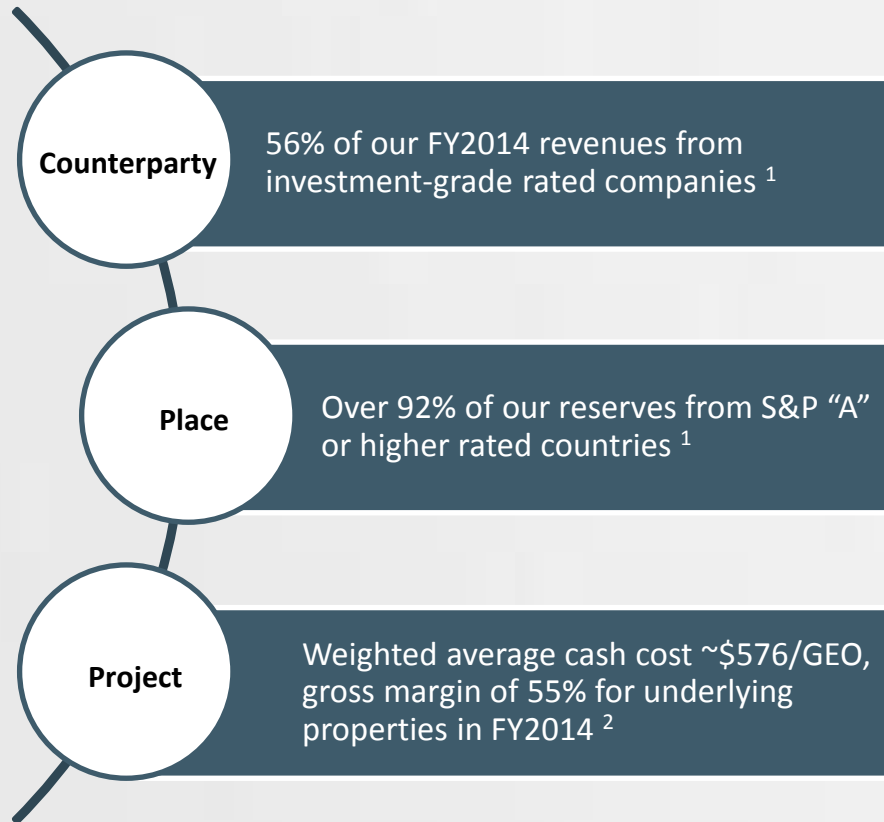 Counterparty
56% of our FY2014 revenues from
investment-grade rated companies 1
Place
Over 92% of our reserves from S&P “A”
or higher rated countries 1
Project
Weighted average cash cost ~$576/GEO,
gross margin of 55% for underlying
properties in FY2014 2